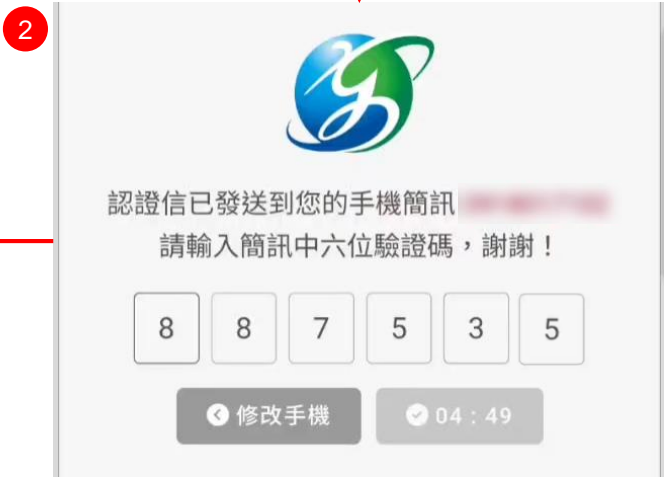 2
認證信已發送到您的手機簡訊
請輸入簡訊中六位驗證碼，謝謝！
8 8 7 5 3 5
修改手機 04 : 49